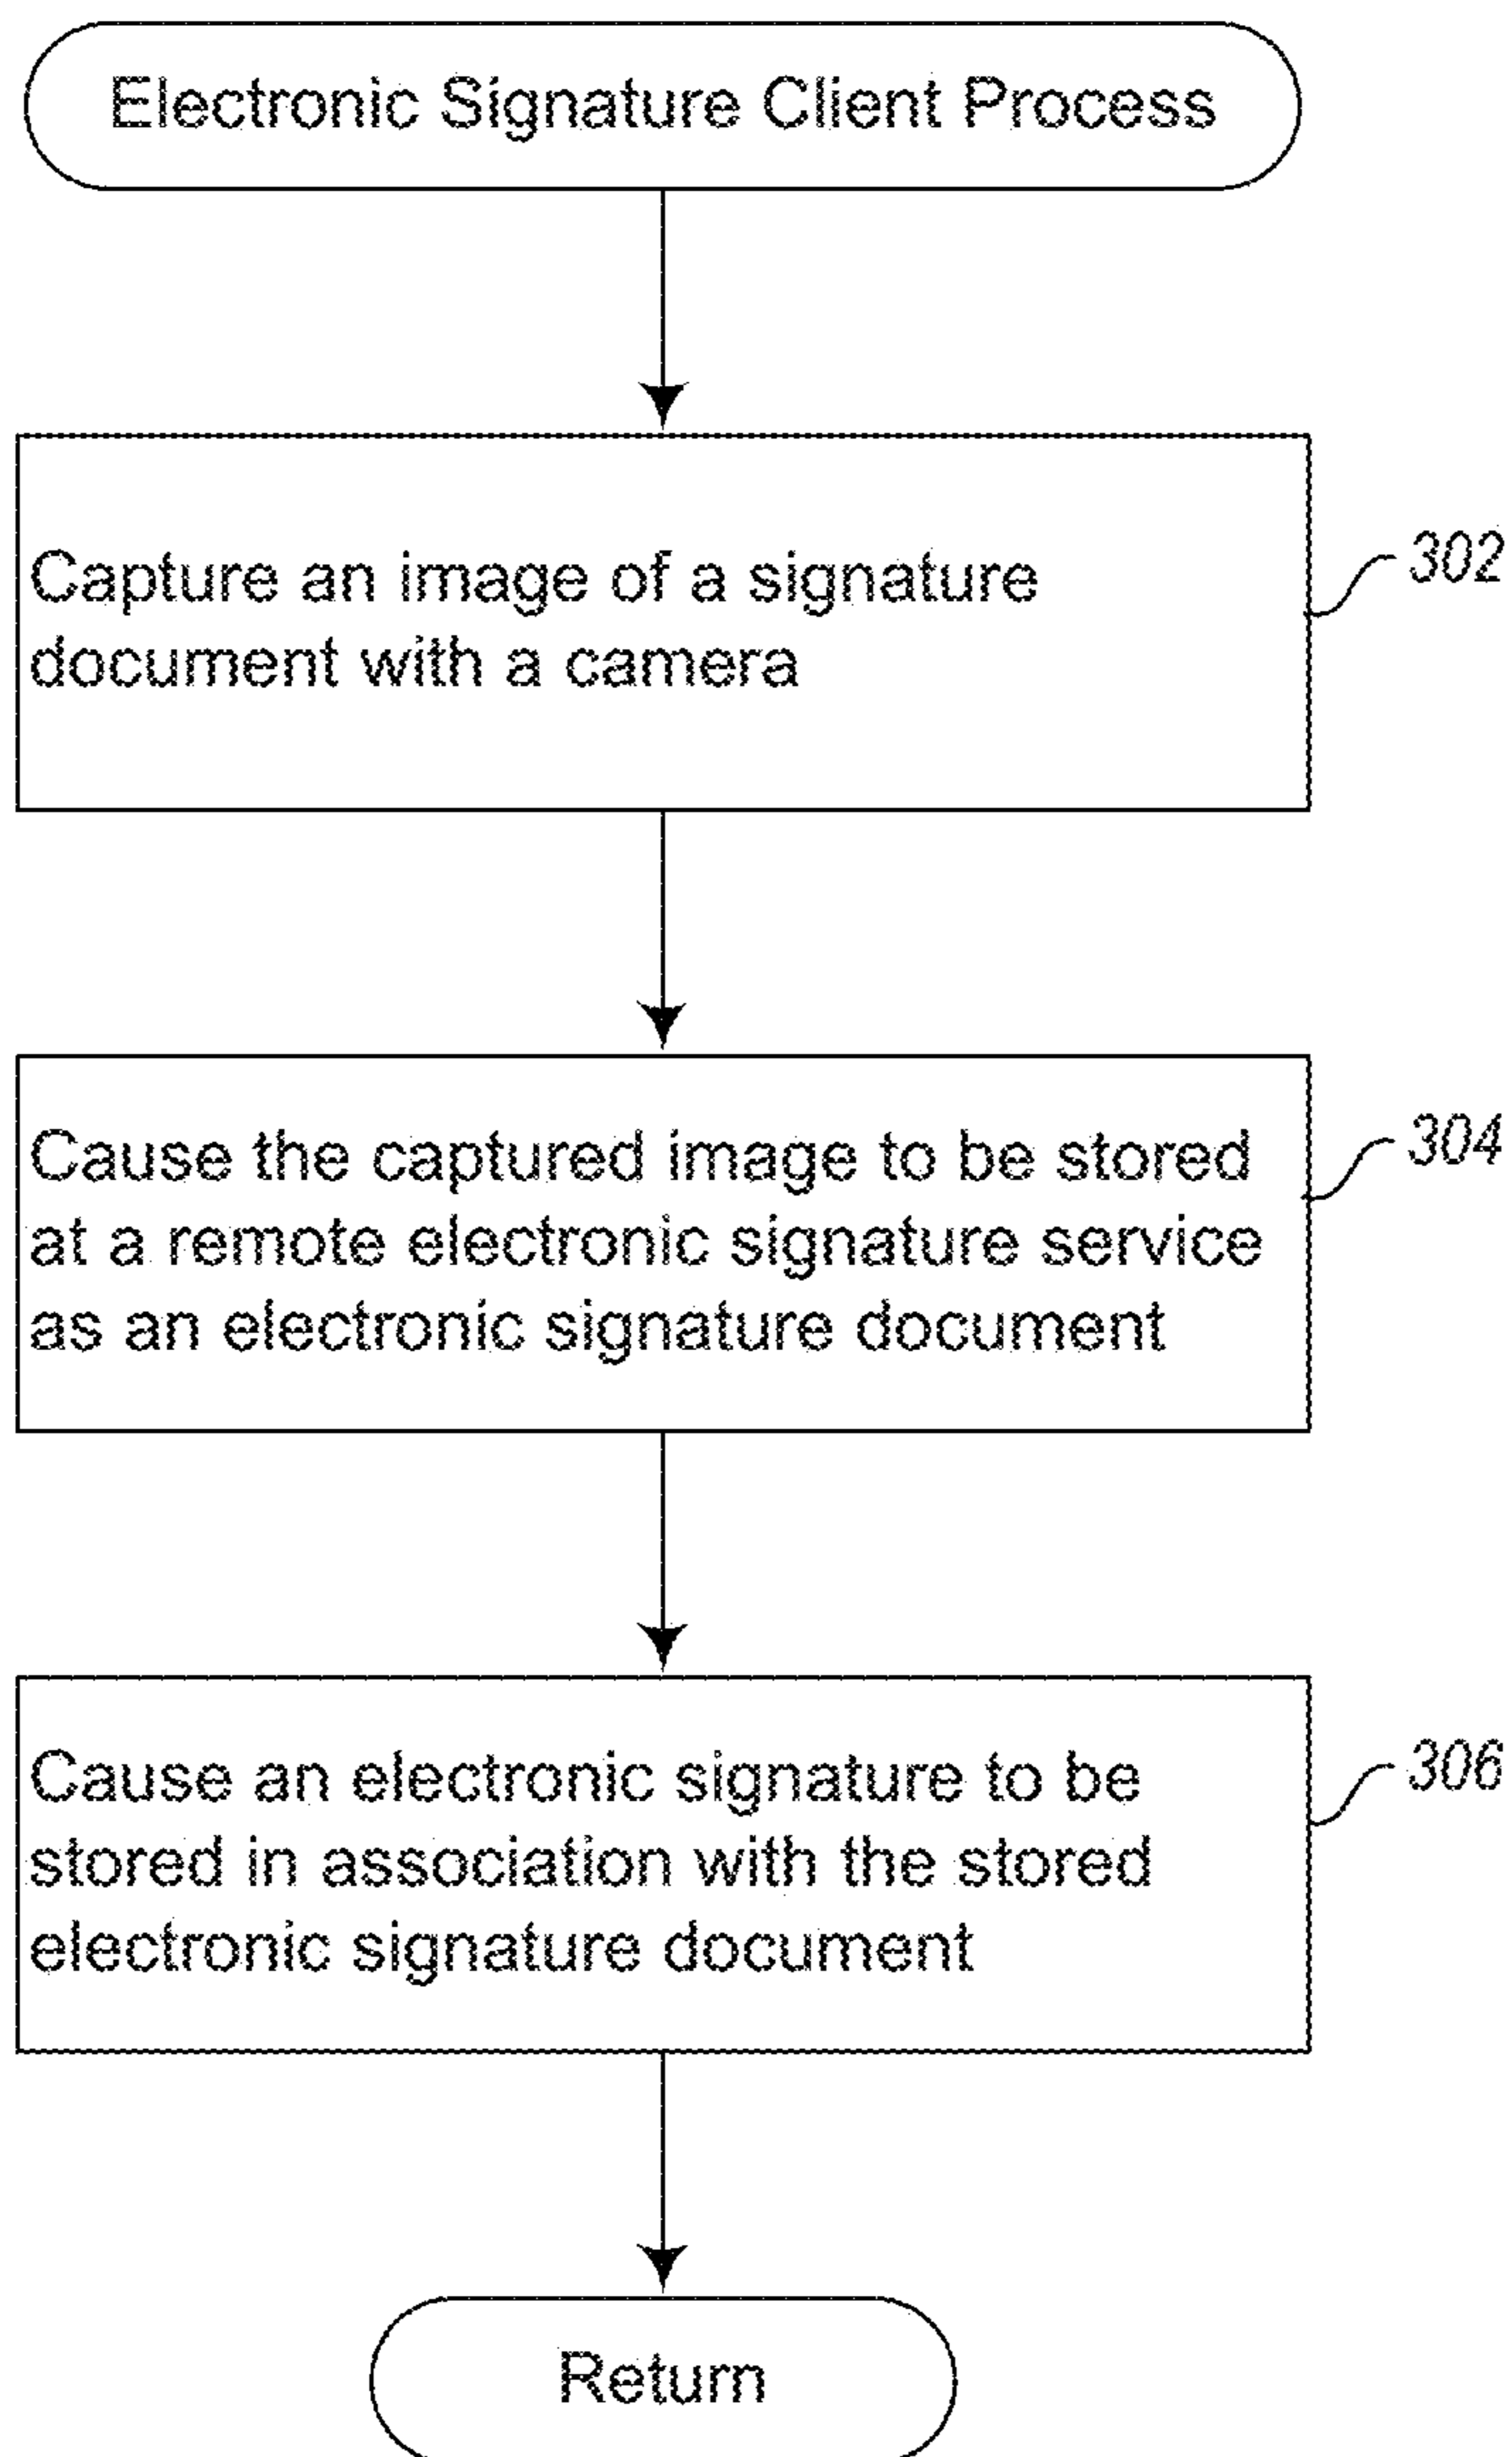 Electronic Signature Client Process
Capture an image of a signature
document with a camera
302
Cause the captured image to be stored
at a remote electronic signature service
as an electronic signature document
304
Cause an electronic signature to be
stored in association with the stored
electronic signature document
306
Return